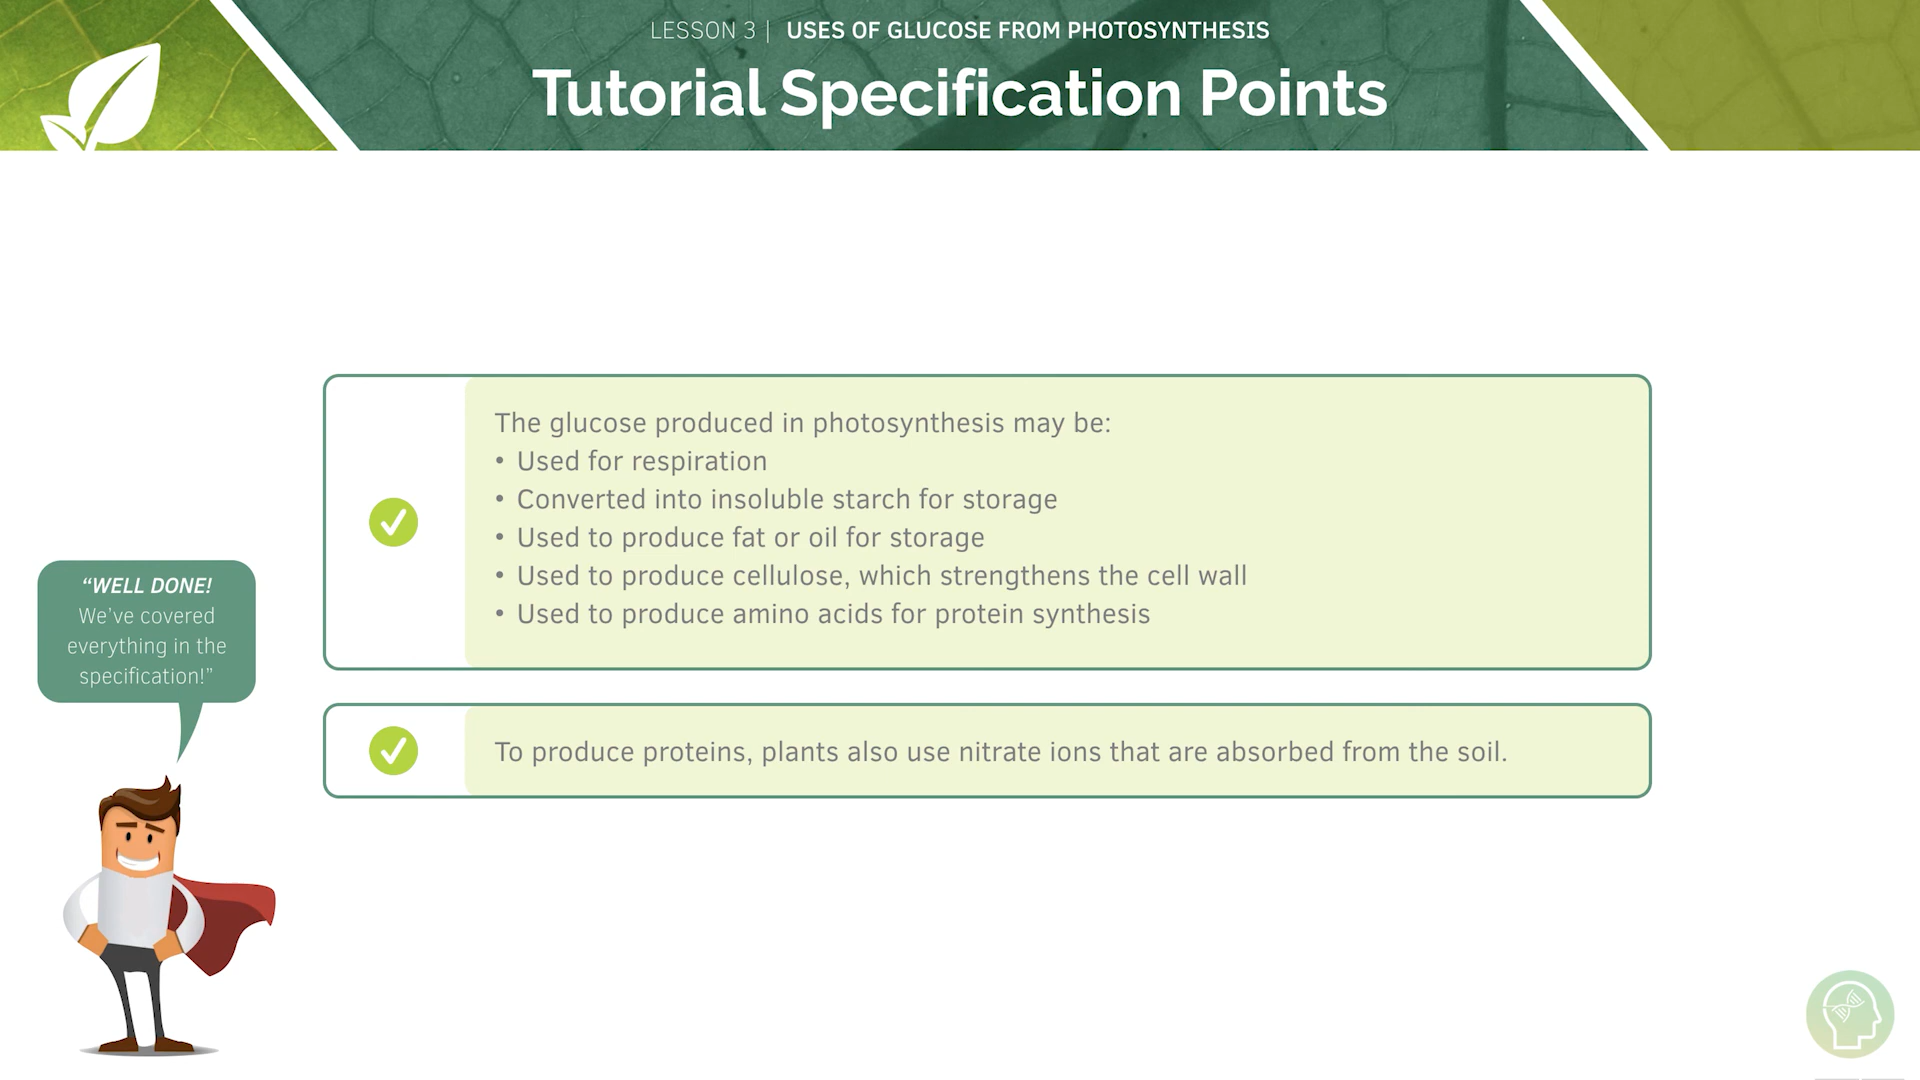 LESSON 3 | USES OF GLUCOSE FROM PHOTOSYNTHESIS
Tutorial Specification Points
The glucose produced in photosynthesis may be:
• Used for respiration
• Converted into insoluble starch for storage
• Used to produce fat or oil for storage
• Used to produce cellulose, which strengthens the cell wall
• Used to produce amino acids for protein synthesis
To produce proteins, plants also use nitrate ions that are absorbed from the soil.
“WELL DONE!
We’ve covered
everything in the
specification!”